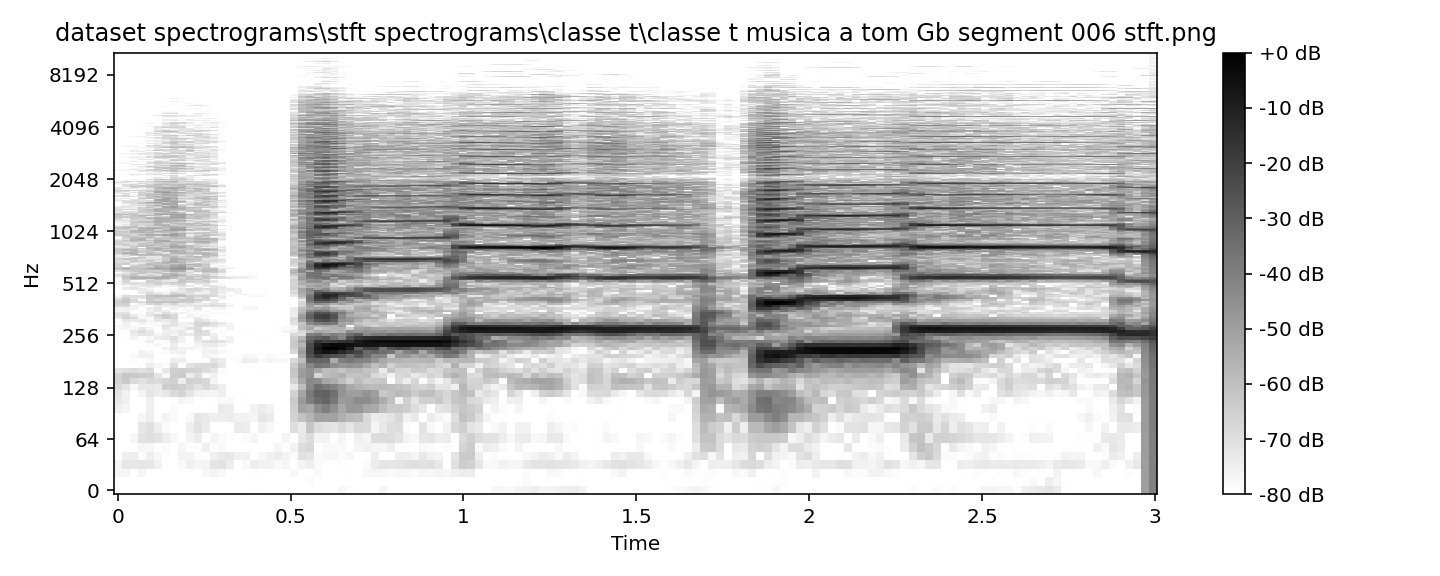 dataset spectrograms\stft spectrograms\classe t\classe t musica a tom Gb segment 006 stft.png
+0 dB
8192
-10 dB
4096
-20 dB
2048
-30 dB
1024
-40 dB
Hz
512
-50 dB
256
-60 dB
128
-70 dB
64
0
-80 dB
0
0.5
1
1.5
2
2.5
3
Time